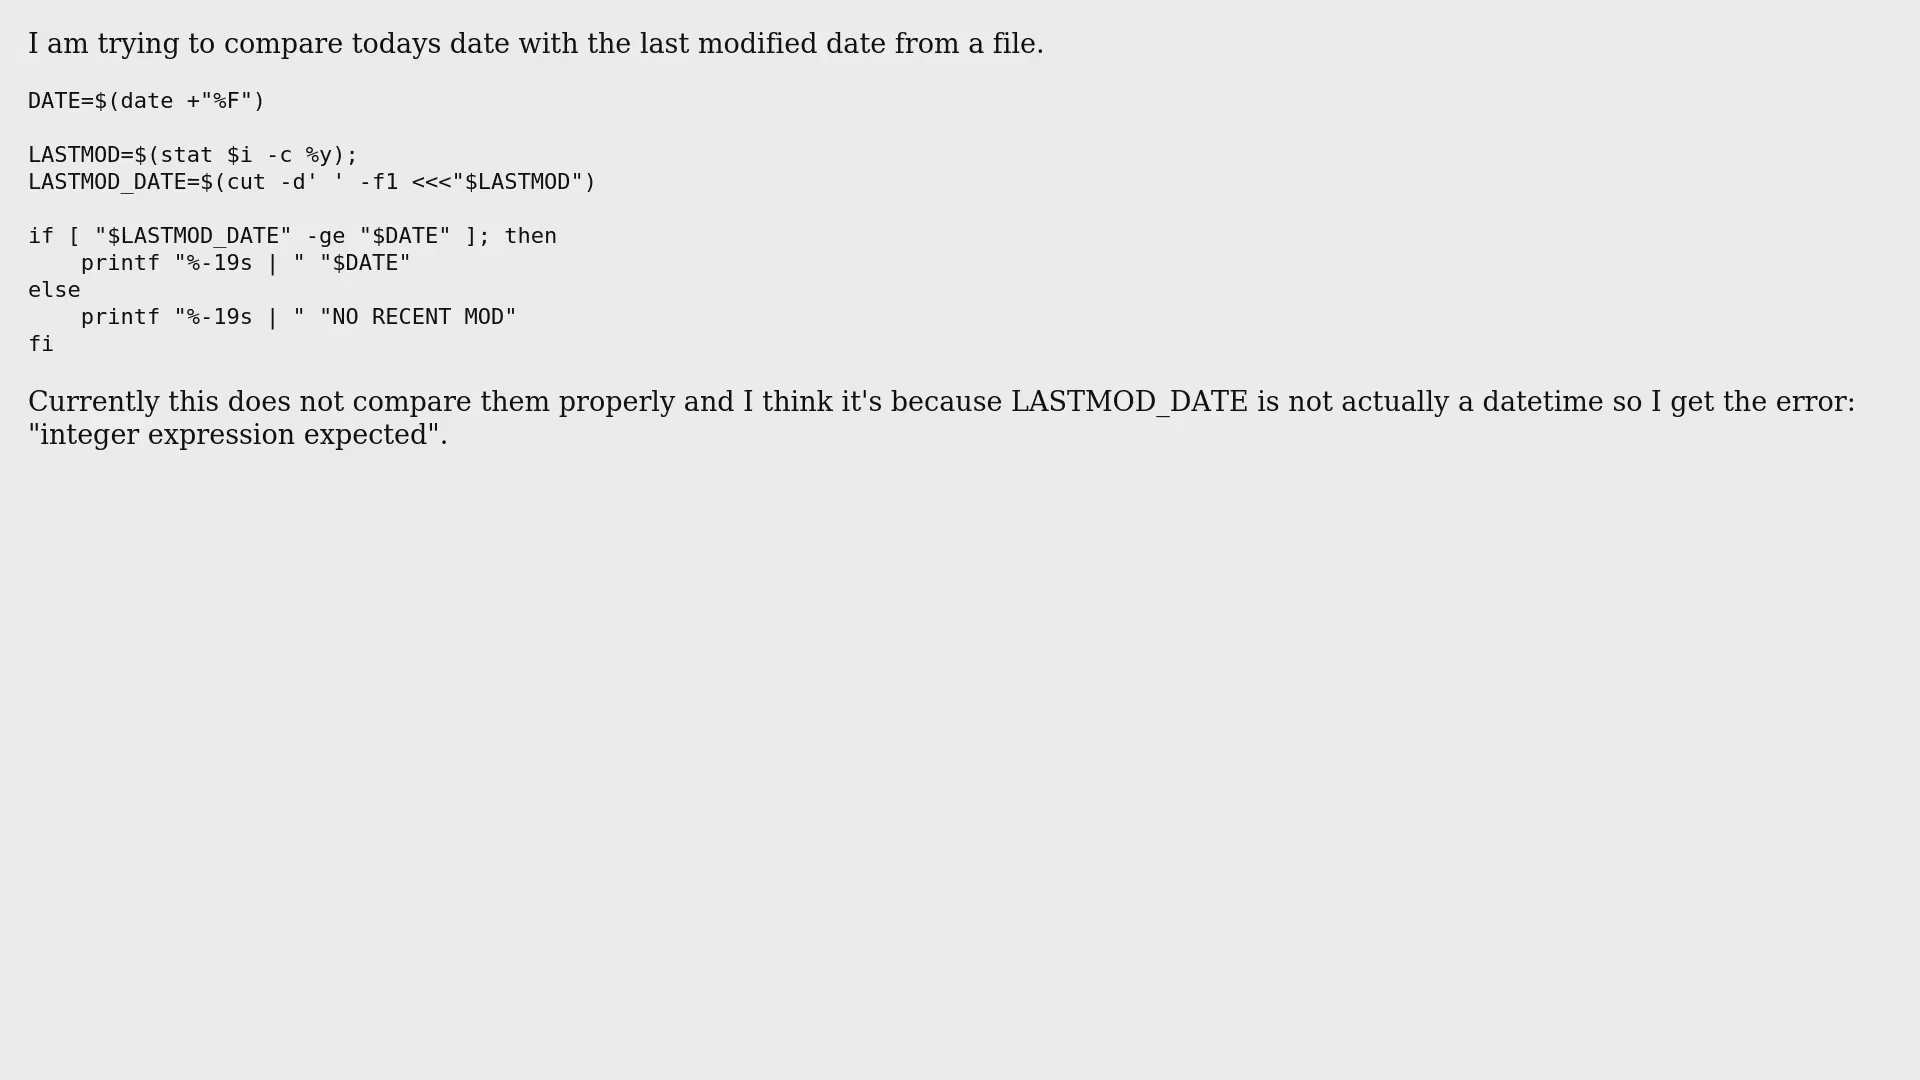 I am trying to compare todays date with the last modified date from a file.
DATE=$(date +"%F")
LASTMOD=$(stat $i -c %y);
LASTMOD_DATE=$(cut -d' ' -f1 <<<"$LASTMOD")
if [ "$LASTMOD_DATE" -ge "$DATE" ]; then
    printf "%-19s | " "$DATE"
else
    printf "%-19s | " "NO RECENT MOD"
fi
Currently this does not compare them properly and I think it's because LASTMOD_DATE is not actually a datetime so I get the error:
"integer expression expected".